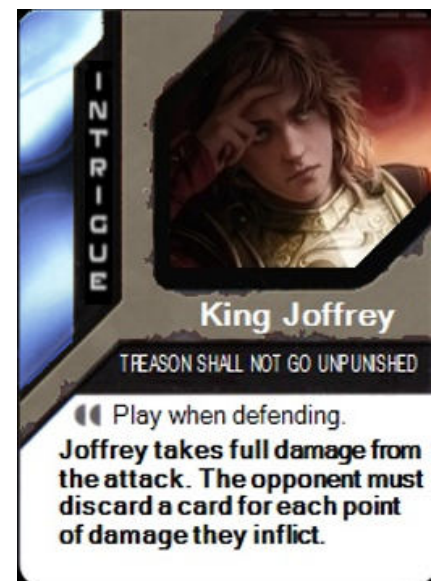 INTRIGUE
King Joffrey
TREASON SHALL NOT GO UNPUNISHED
Play when defending.
Joffrey takes full damage from
the attack. The opponent must
discard a card for each point
of damage they inflict.